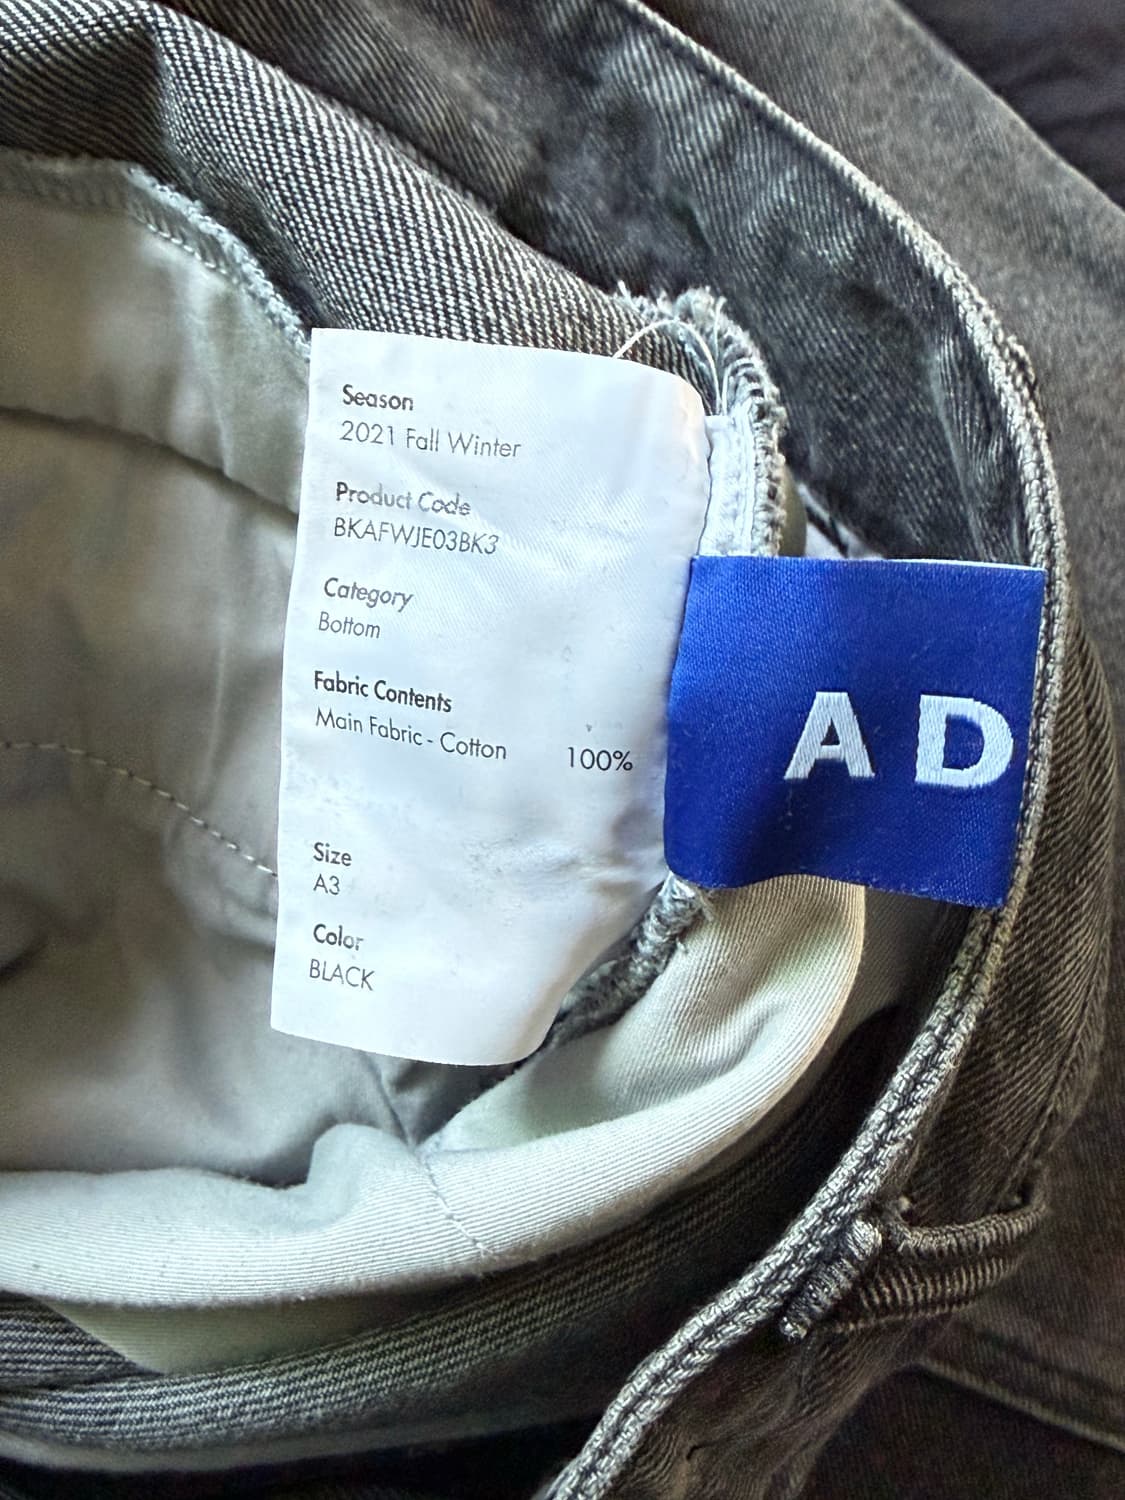 Season
2021 Fall Winter
Product Code
BKAFWJE03BK3
Category
Bottom
Fabric Contents
Main Fabric - Cotton 100%
Size
A3
Color
BLACK
A D